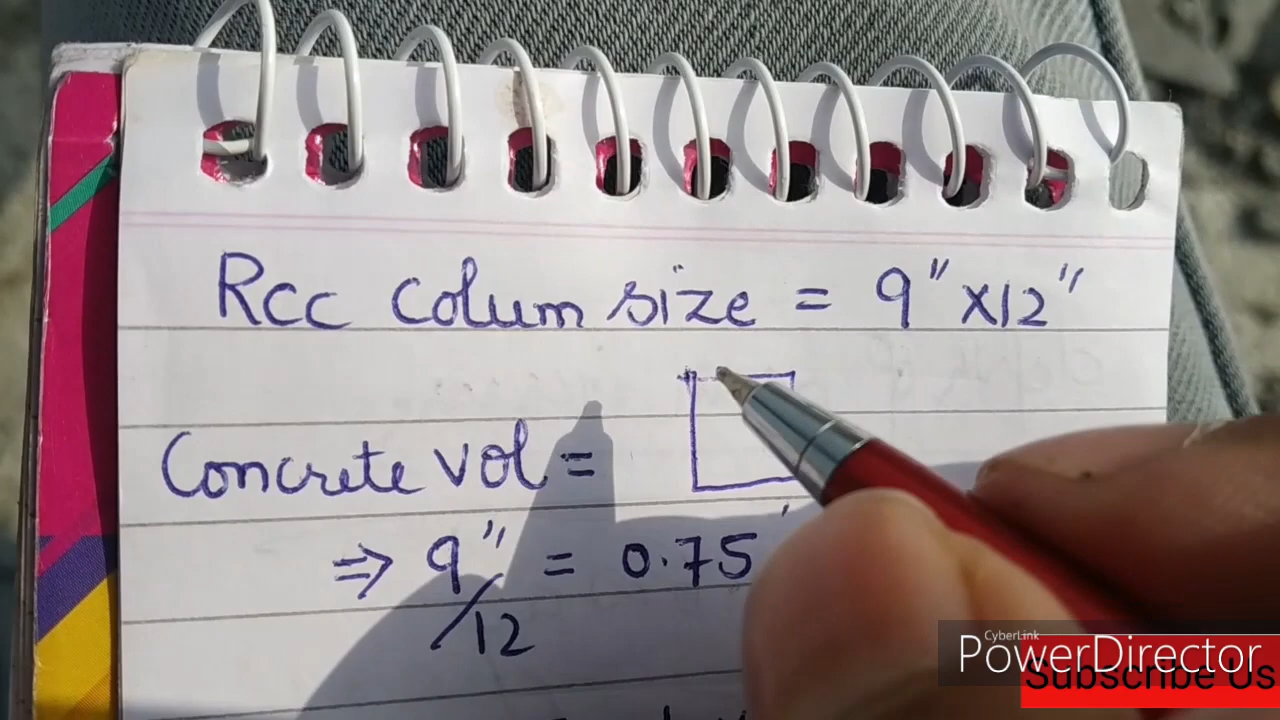 Rcc Colum size = 9" X12"
Concrete Vol =
⇒ 9"/12 = 0.75'
CyberLink
PowerDirector
Subscribe Us